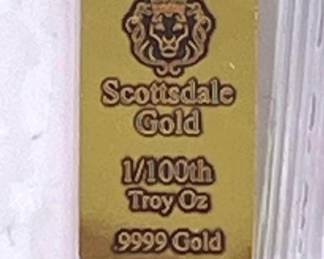 Scottsdale
Gold
1/100th
Troy Oz
.9999 Gold